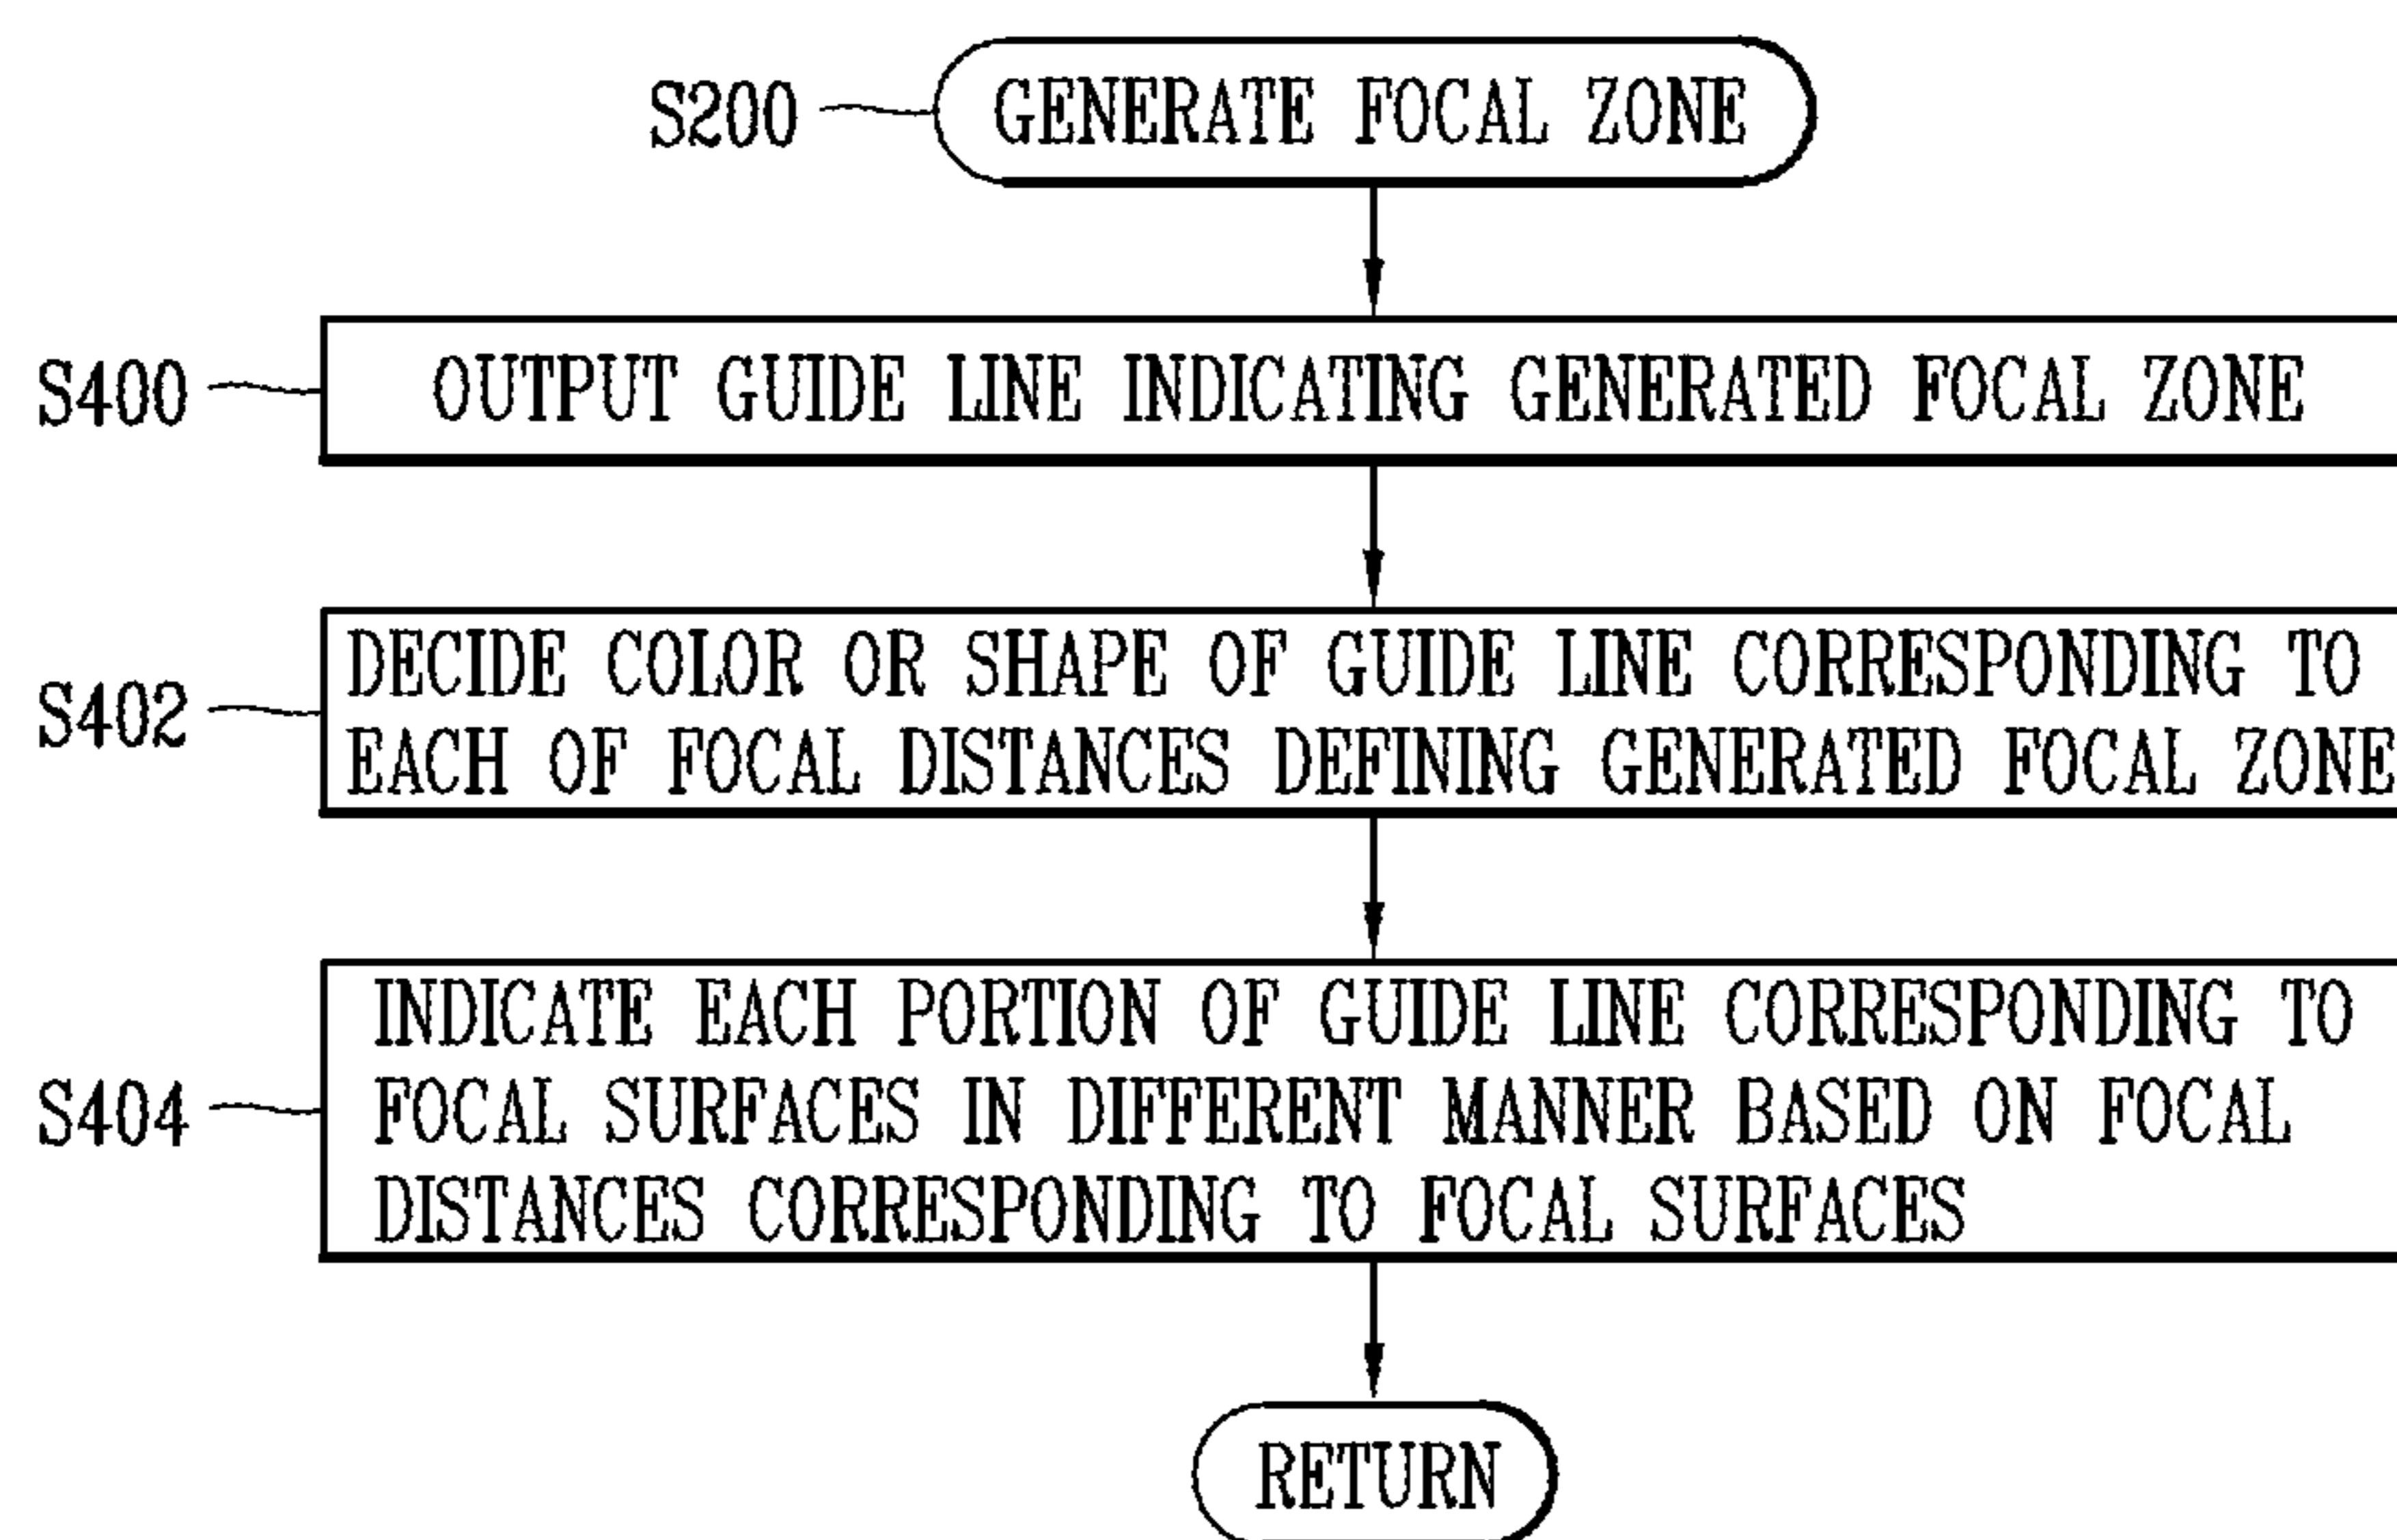 S200 GENERATE FOCAL ZONE
S400 OUTPUT GUIDE LINE INDICATING GENERATED FOCAL ZONE
S402 DECIDE COLOR OR SHAPE OF GUIDE LINE CORRESPONDING TO
EACH OF FOCAL DISTANCES DEFINING GENERATED FOCAL ZONE
INDICATE EACH PORTION OF GUIDE LINE CORRESPONDING TO
S404 FOCAL SURFACES IN DIFFERENT MANNER BASED ON FOCAL
DISTANCES CORRESPONDING TO FOCAL SURFACES
RETURN